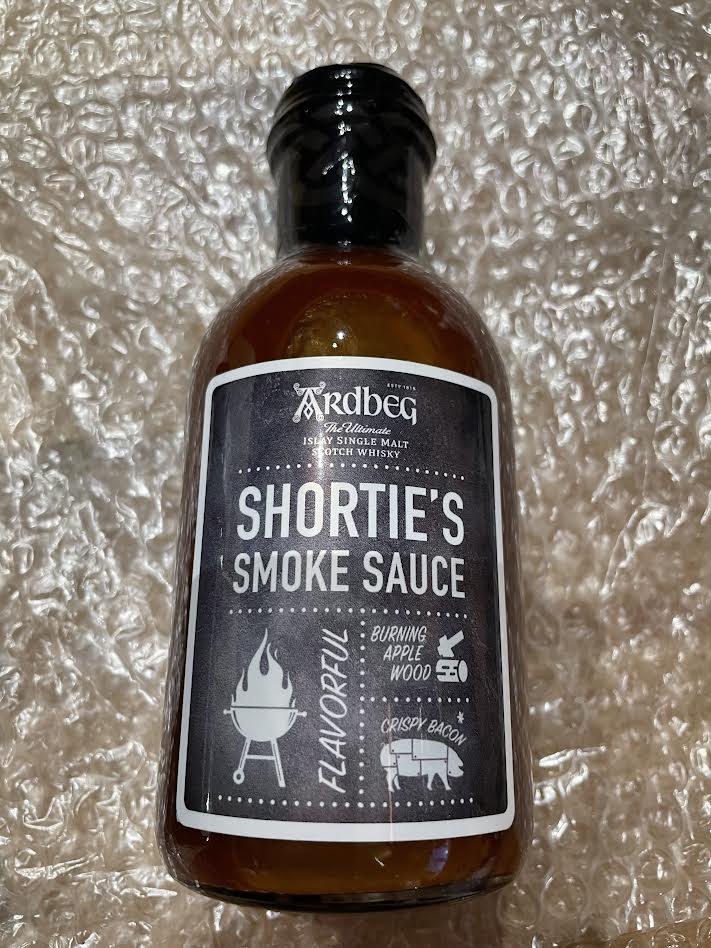 ESTD 1815
ARDBEG
The Ultimate
ISLAY SINGLE MALT
SCOTCH WHISKY
SHORTIE'S
SMOKE SAUCE
FLAVORFUL
BURNING
APPLE
WOOD
CRISPY BACON*